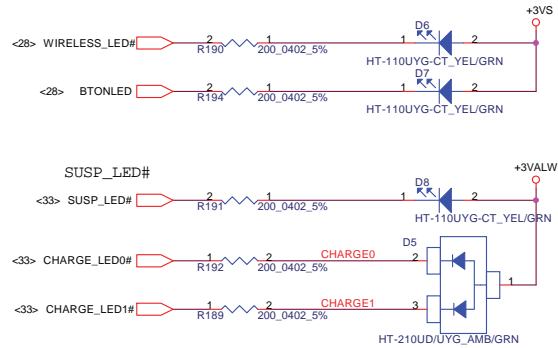 +3VS
D6
<28> WIRELESS_LED# 2 1 1 2
R190 200_0402_5%
HT-110UYG-CT_YEL/GRN
D7
<28> BTONLED 2 1 1 2
R194 200_0402_5%
HT-110UYG-CT_YEL/GRN
SUSP_LED#
+3VALW
D8
<33> SUSP_LED# 2 1 1 2
R191 200_0402_5%
HT-110UYG-CT_YEL/GRN
<33> CHARGE_LED0# 1 2 CHARGE0 2 D5
R192 200_0402_5%
1
<33> CHARGE_LED1# 1 2 CHARGE1 3
R189 200_0402_5%
HT-210UD/UYG_AMB/GRN